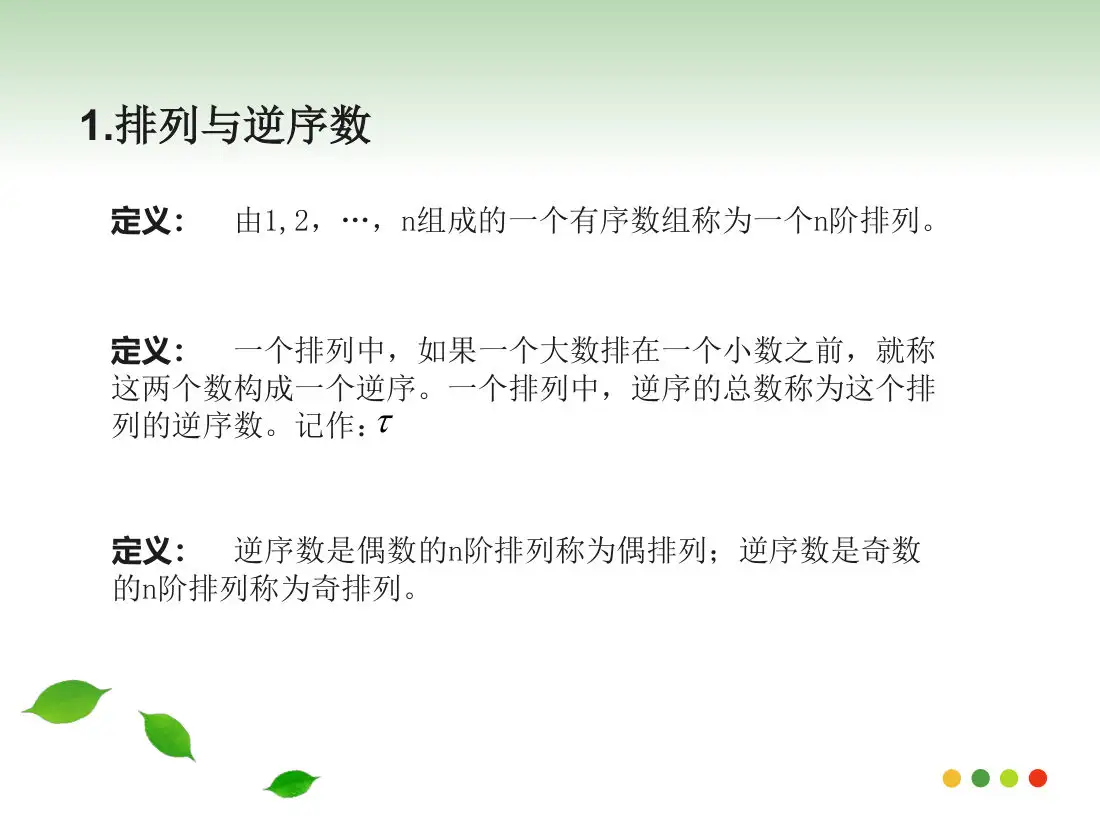 1.排列与逆序数
定义： 由1,2，…，n组成的一个有序数组称为一个n阶排列。
定义： 一个排列中，如果一个大数排在一个小数之前，就称
这两个数构成一个逆序。一个排列中，逆序的总数称为这个排
列的逆序数。记作：τ
定义： 逆序数是偶数的n阶排列称为偶排列；逆序数是奇数
的n阶排列称为奇排列。